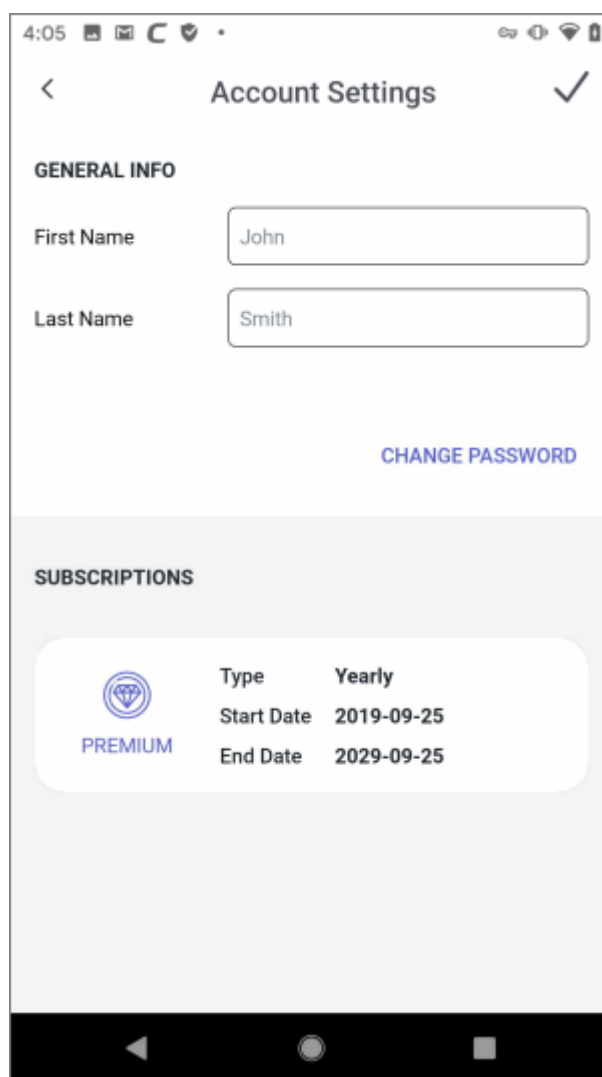 4:05
Account Settings
GENERAL INFO
First Name John
Last Name Smith
CHANGE PASSWORD
SUBSCRIPTIONS
Type Yearly
Start Date 2019-09-25
PREMIUM
End Date 2029-09-25